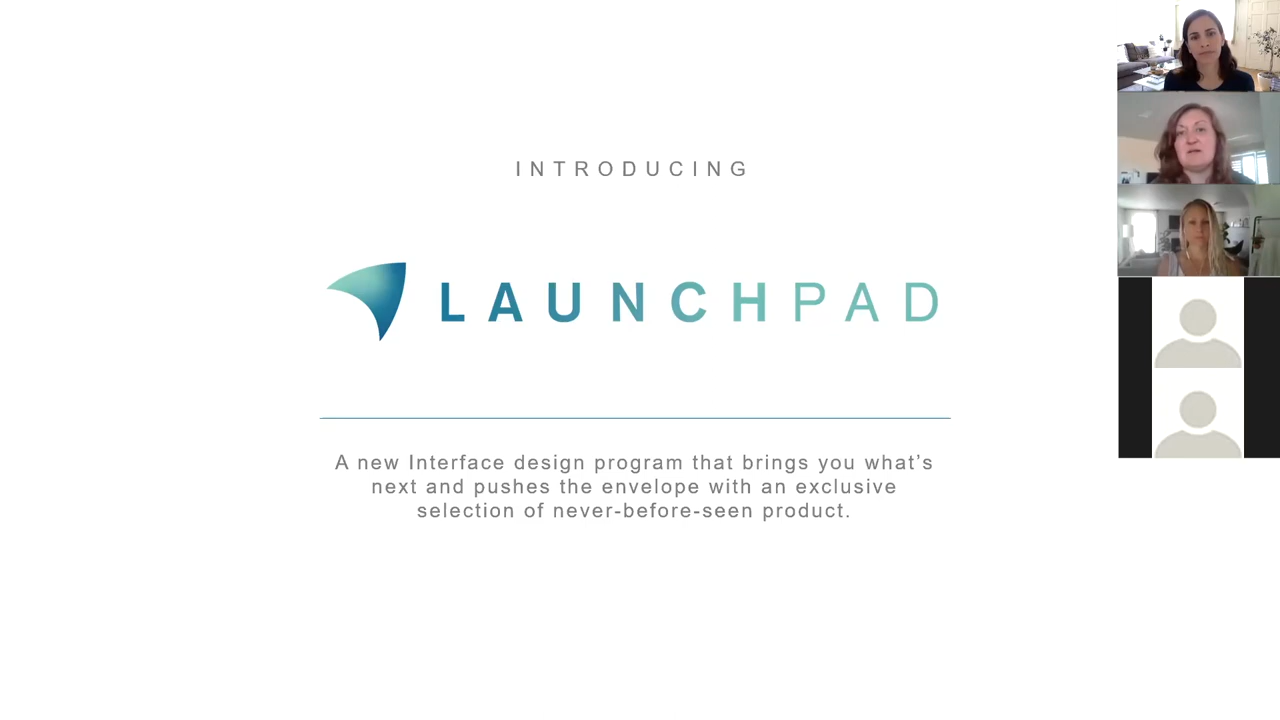 INTRODUCING
LAUNCHPAD
A new Interface design program that brings you what's
next and pushes the envelope with an exclusive
selection of never-before-seen product.